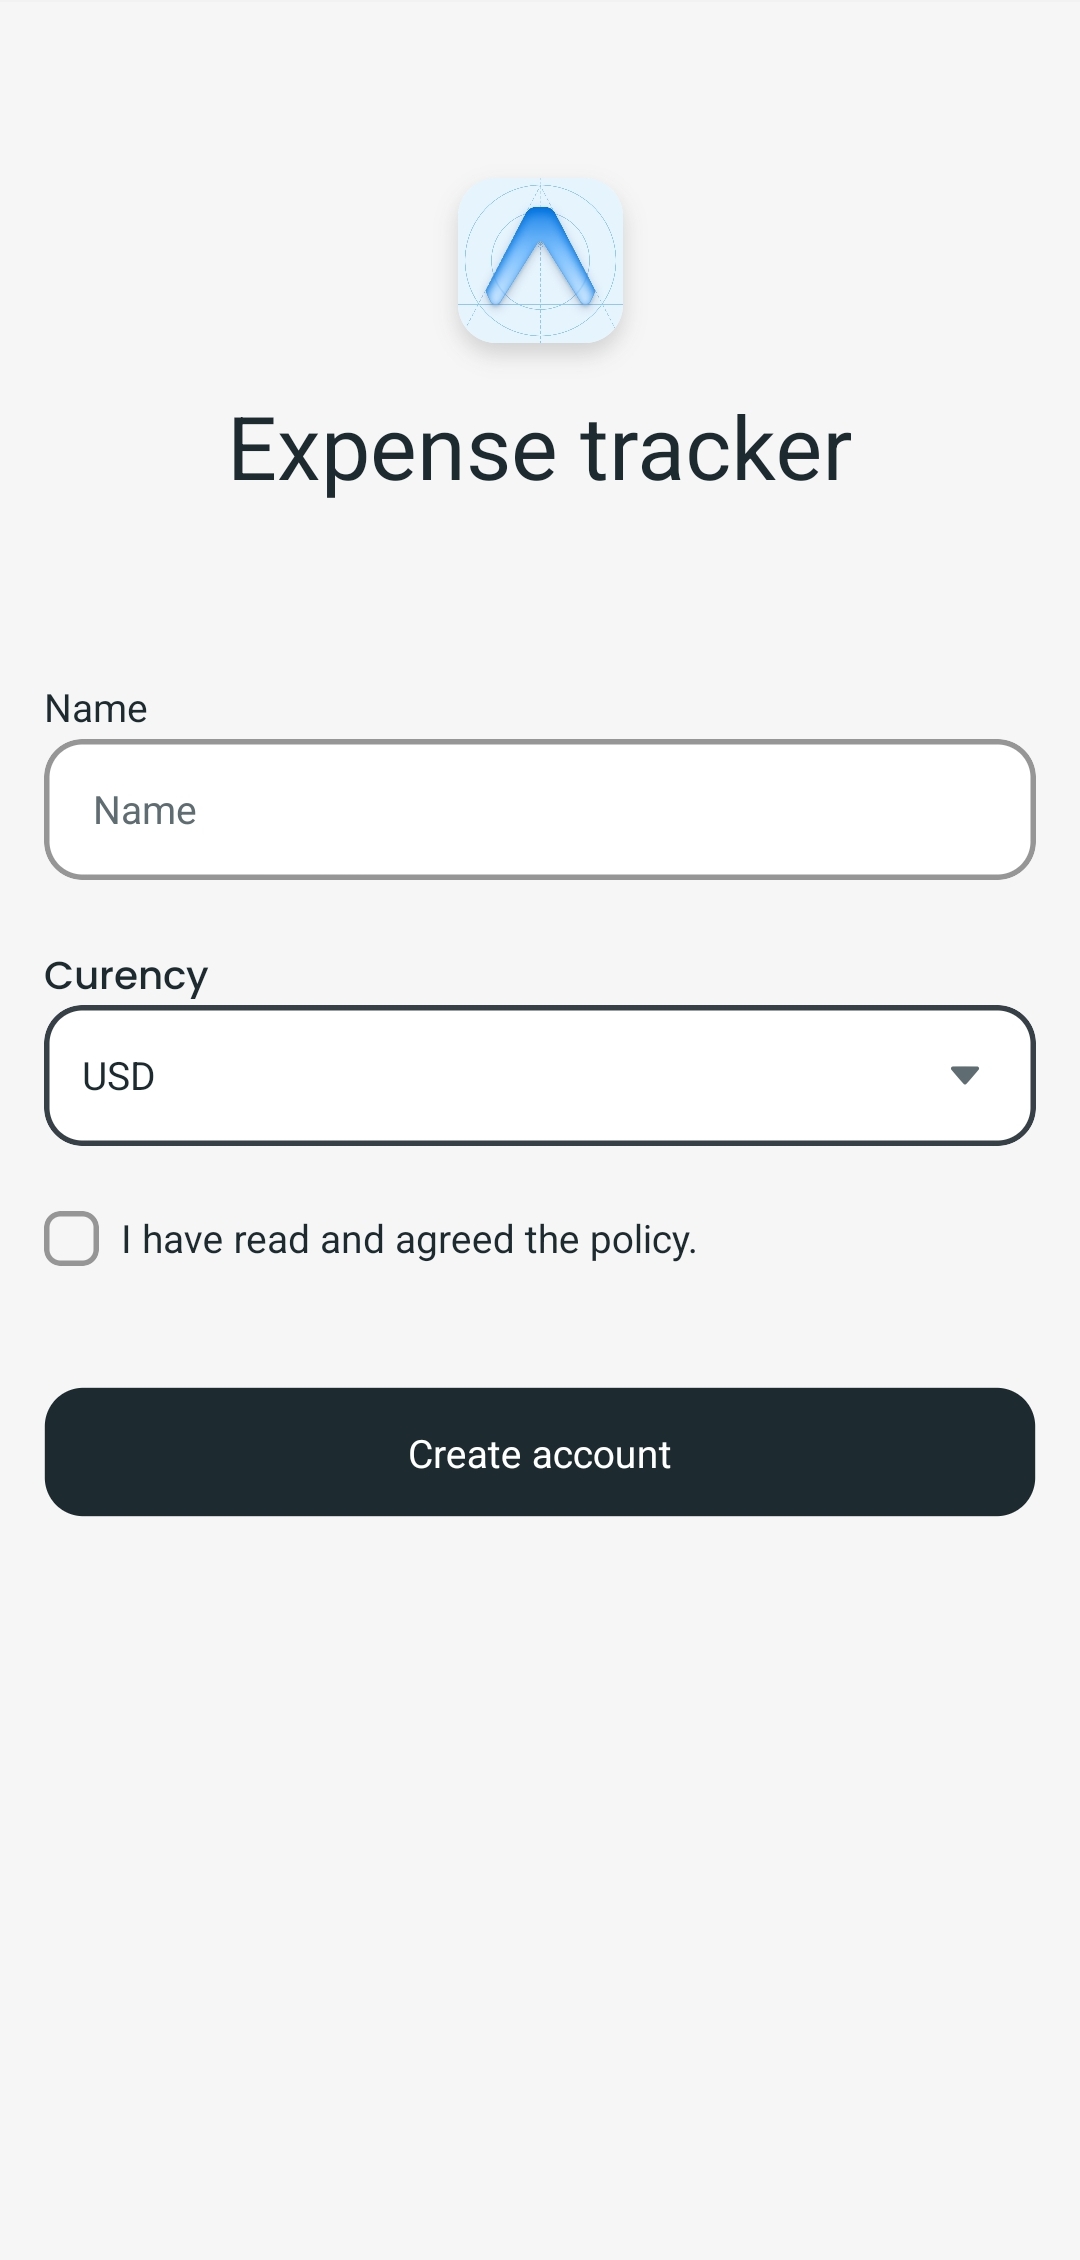 Expense tracker
Name
Name
Curency
USD
I have read and agreed the policy.
Create account